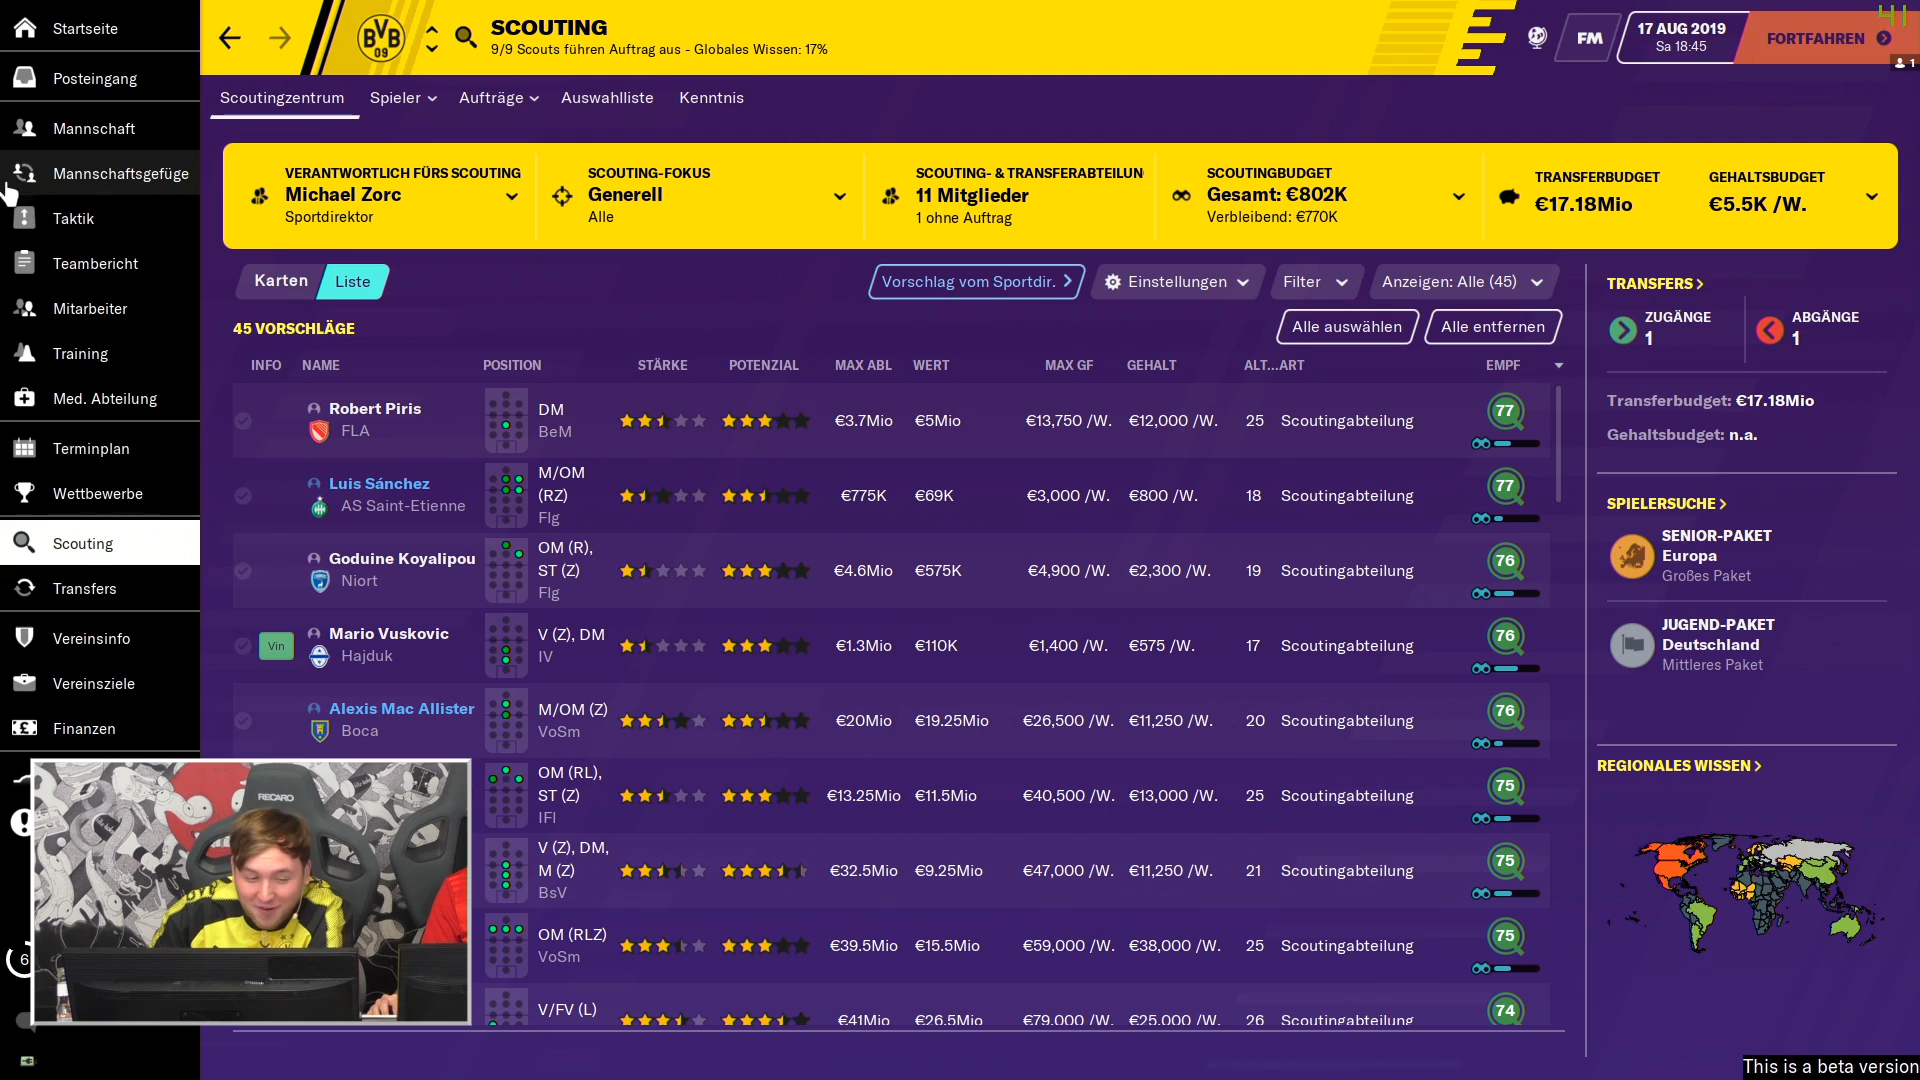 Startseite
Posteingang
Mannschaft
Mannschaftsgefüge
Taktik
Teambericht
Mitarbeiter
Training
Med. Abteilung
Terminplan
Wettbewerbe
Scouting
Transfers
Vereinsinfo
Vereinsziele
Finanzen
6
BVB
09
SCOUTING
9/9 Scouts führen Auftrag aus - Globales Wissen: 17%
FM
17 AUG 2019
Sa 18:45
FORTFAHREN
41
1
Scoutingzentrum Spieler Aufträge Auswahlliste Kenntnis
VERANTWORTLICH FÜRS SCOUTING
Michael Zorc
Sportdirektor
SCOUTING-FOKUS
Generell
Alle
SCOUTING- & TRANSFERABTEILUN
11 Mitglieder
1 ohne Auftrag
SCOUTINGBUDGET
Gesamt: €802K
Verbleibend: €770K
TRANSFERBUDGET
€17.18Mio
GEHALTSBUDGET
€5.5K /W.
Karten Liste
Vorschlag vom Sportdir. Einstellungen Filter Anzeigen: Alle (45)
45 VORSCHLÄGE
Alle auswählen Alle entfernen
INFO NAME POSITION STÄRKE POTENZIAL MAX ABL WERT MAX GF GEHALT ALT...ART EMPF
Robert Piris
FLA
DM
BeM
€3.7Mio €5Mio €13,750 /W. €12,000 /W. 25 Scoutingabteilung 77
Luis Sánchez
AS Saint-Etienne
M/OM
(RZ)
Flg
€775K €69K €3,000 /W. €800 /W. 18 Scoutingabteilung 77
Goduine Koyalipou
Niort
OM (R),
ST (Z)
Flg
€4.6Mio €575K €4,900 /W. €2,300 /W. 19 Scoutingabteilung 76
Vin
Mario Vuskovic
Hajduk
V (Z), DM
IV
€1.3Mio €110K €1,400 /W. €575 /W. 17 Scoutingabteilung 76
Alexis Mac Allister
Boca
M/OM (Z)
VoSm
€20Mio €19.25Mio €26,500 /W. €11,250 /W. 20 Scoutingabteilung 76
OM (RL),
ST (Z)
IFl
€13.25Mio €11.5Mio €40,500 /W. €13,000 /W. 25 Scoutingabteilung 75
V (Z), DM,
M (Z)
BsV
€32.5Mio €9.25Mio €47,000 /W. €11,250 /W. 21 Scoutingabteilung 75
OM (RLZ)
VoSm
€39.5Mio €15.5Mio €59,000 /W. €38,000 /W. 25 Scoutingabteilung 75
V/FV (L)
€41Mio €26.5Mio €79,000 /W. €25,000 /W. 26 Scoutingabteilung 74
TRANSFERS
ZUGÄNGE
1
ABGÄNGE
1
Transferbudget: €17.18Mio
Gehaltsbudget: n.a.
SPIELERSUCHE
SENIOR-PAKET
Europa
Großes Paket
JUGEND-PAKET
Deutschland
Mittleres Paket
REGIONALES WISSEN
RECARO
This is a beta version